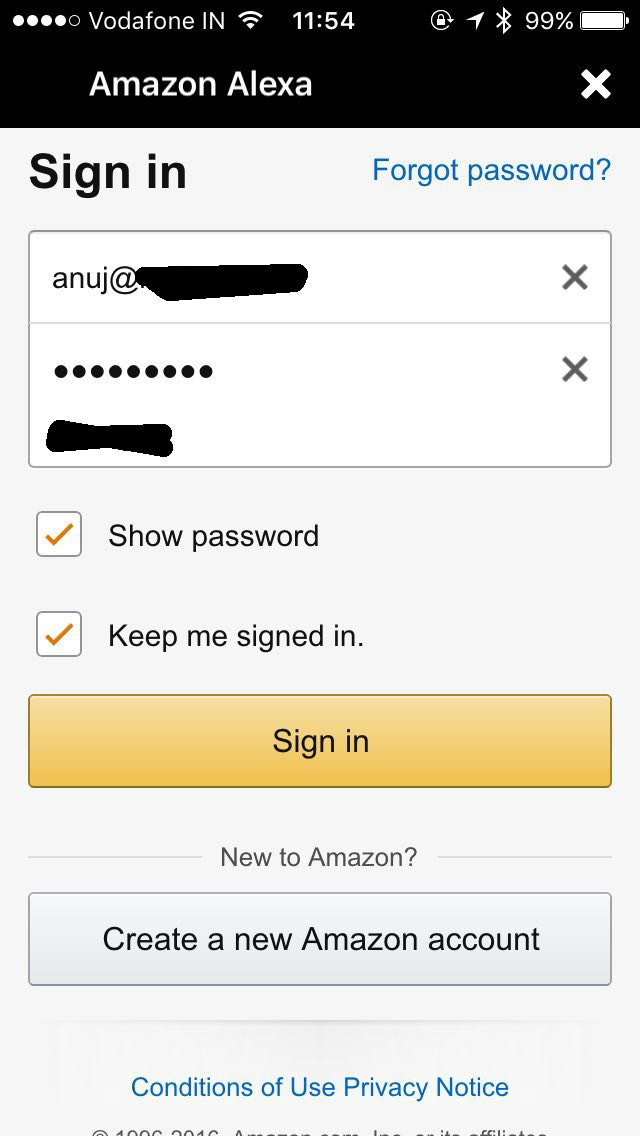 Vodafone IN 11:54 99%
Amazon Alexa
Sign in Forgot password?
anuj@
Show password
Keep me signed in.
Sign in
New to Amazon?
Create a new Amazon account
Conditions of Use Privacy Notice
© 1996-2016, Amazon.com, Inc. or its affiliates